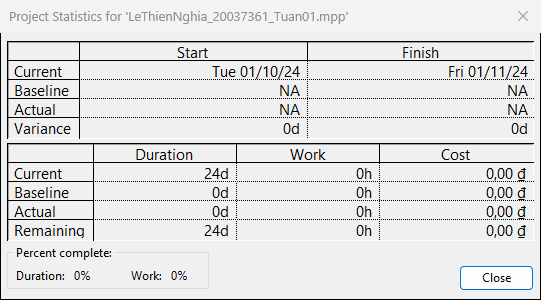 Project Statistics for 'LeThienNghia_20037361_Tuan01.mpp'
Start Finish
Current Tue 01/10/24 Fri 01/11/24
Baseline NA NA
Actual NA NA
Variance 0d 0d
Duration Work Cost
Current 24d 0h 0,00 ₫
Baseline 0d 0h 0,00 ₫
Actual 0d 0h 0,00 ₫
Remaining 24d 0h 0,00 ₫
Percent complete:
Duration: 0% Work: 0%
Close